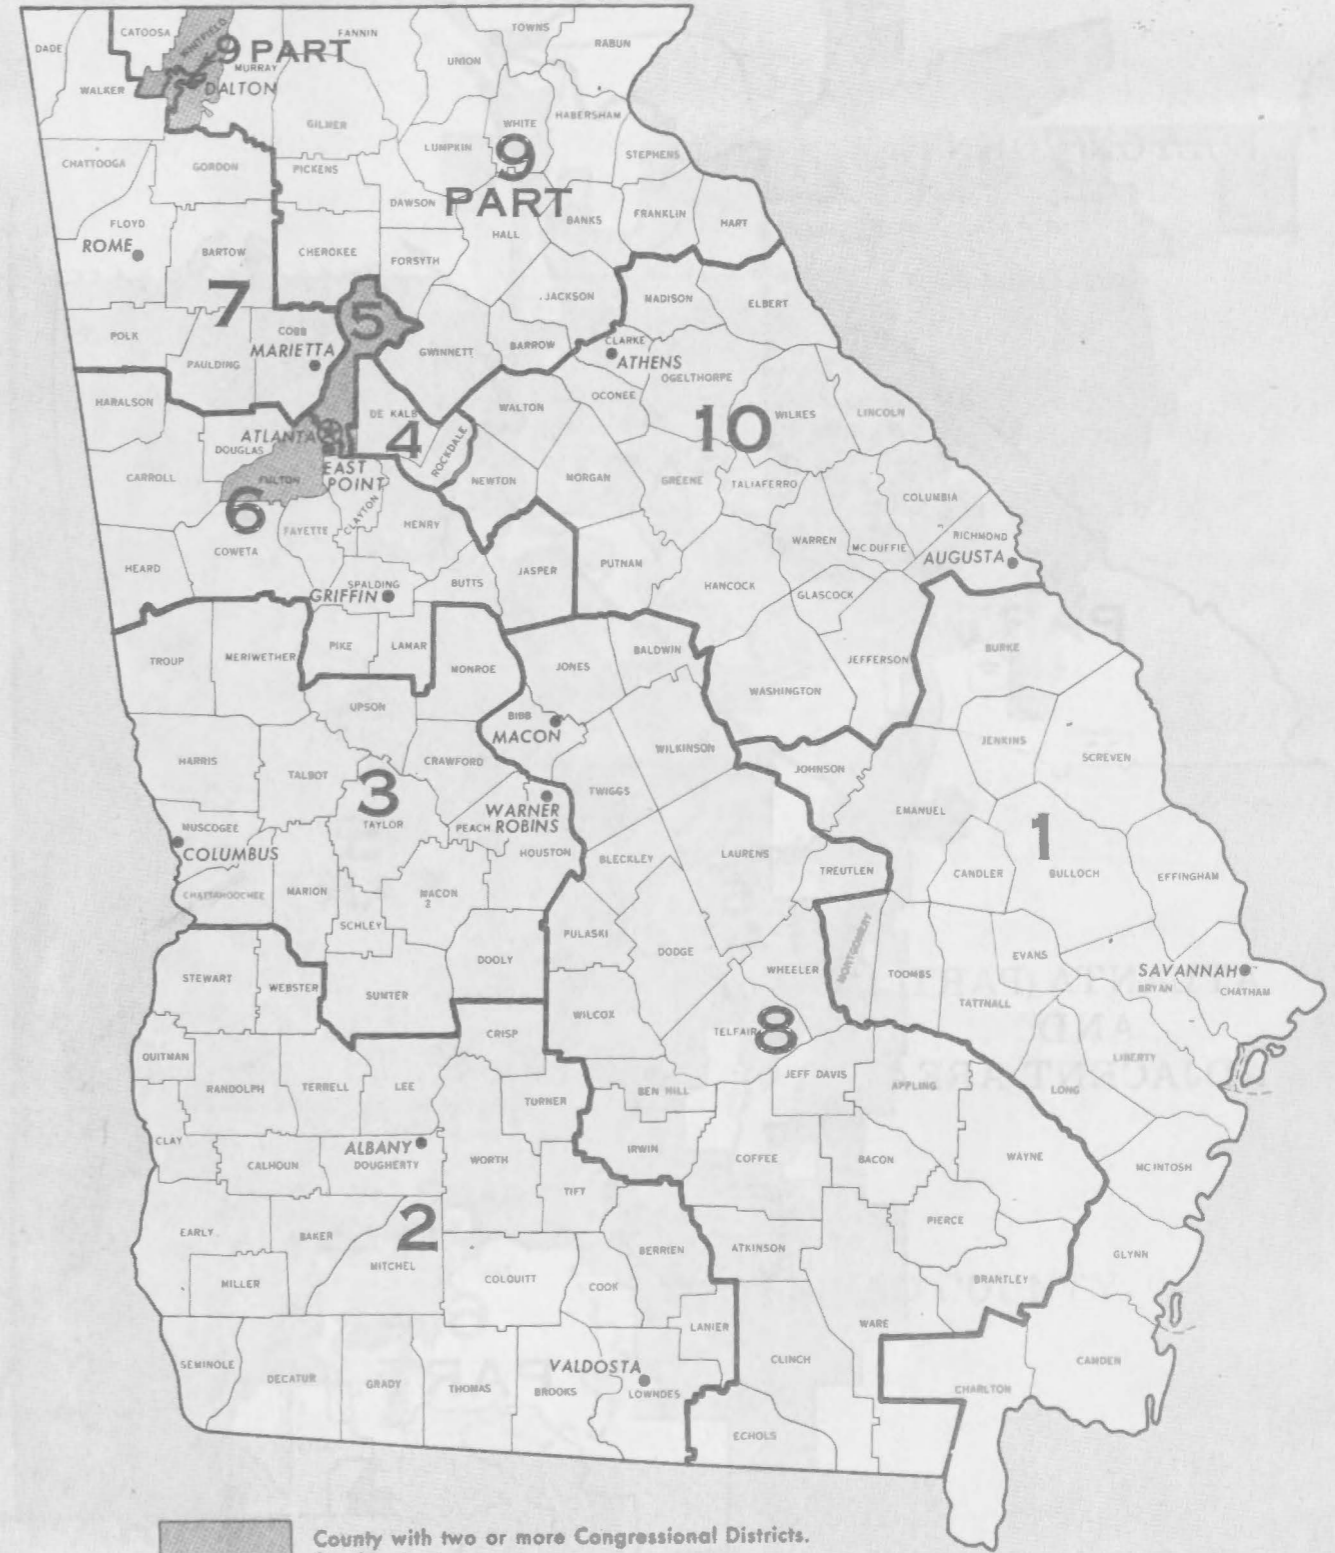 DADE
CATOOSA
WHITFIELD
FANNIN
TOWNS
RABUN
UNION
9 PART
MURRAY
WALKER
DALTON
GILMER
WHITE
HABERSHAM
LUMPKIN
STEPHENS
CHATTOOGA
GORDON
PICKENS
9
PART
DAWSON
BANKS
FRANKLIN
HART
FLOYD
ROME
HALL
BARTOW
CHEROKEE
FORSYTH
7
5
JACKSON
MADISON
ELBERT
POLK
COBB
MARIETTA
PAULDING
GWINNETT
BARROW
CLARKE
ATHENS
OGELTHORPE
HARALSON
OCONEE
DE KALB
WALTON
10
WILKES
LINCOLN
ATLANTA
DOUGLAS
4
ROCKDALE
EAST
POINT
CARROLL
FULTON
NEWTON
MORGAN
GREENE
TALIAFERRO
COLUMBIA
6
FAYETTE
CLAYTON
HENRY
COWETA
WARREN
MC DUFFIE
RICHMOND
AUGUSTA
HEARD
SPALDING
GRIFFIN
BUTTS
JASPER
PUTNAM
HANCOCK
GLASCOCK
TROUP
MERIWETHER
PIKE
LAMAR
MONROE
JONES
BALDWIN
JEFFERSON
BURKE
WASHINGTON
UPSON
BIBB
MACON
WILKINSON
JENKINS
SCREVEN
HARRIS
TALBOT
CRAWFORD
JOHNSON
3
TAYLOR
WARNER
ROBINS
PEACH
TWIGGS
EMANUEL
MUSCOGEE
COLUMBUS
HOUSTON
BLECKLEY
LAURENS
TREUTLEN
1
CANDLER
BULLOCH
EFFINGHAM
CHATTAHOOCHEE
MARION
MACON
2
SCHLEY
PULASKI
DODGE
MONTGOMERY
EVANS
STEWART
WEBSTER
SUMTER
DOOLY
WHEELER
TOOMBS
TATTNALL
SAVANNAH
BRYAN
CHATHAM
WILCOX
TELFAIR
8
CRISP
QUITMAN
RANDOLPH
TERRELL
LEE
LIBERTY
JEFF DAVIS
APPLING
LONG
TURNER
BEN HILL
CLAY
ALBANY
CALHOUN
DOUGHERTY
WORTH
IRWIN
COFFEE
BACON
WAYNE
MC INTOSH
TIFT
EARLY
BAKER
2
MITCHEL
BERRIEN
PIERCE
ATKINSON
GLYNN
MILLER
COLQUITT
COOK
BRANTLEY
LANIER
WARE
SEMINOLE
DECATUR
GRADY
THOMAS
BROOKS
VALDOSTA
LOWNDES
CLINCH
CHARLTON
CAMDEN
ECHOLS
County with two or more Congressional Districts.